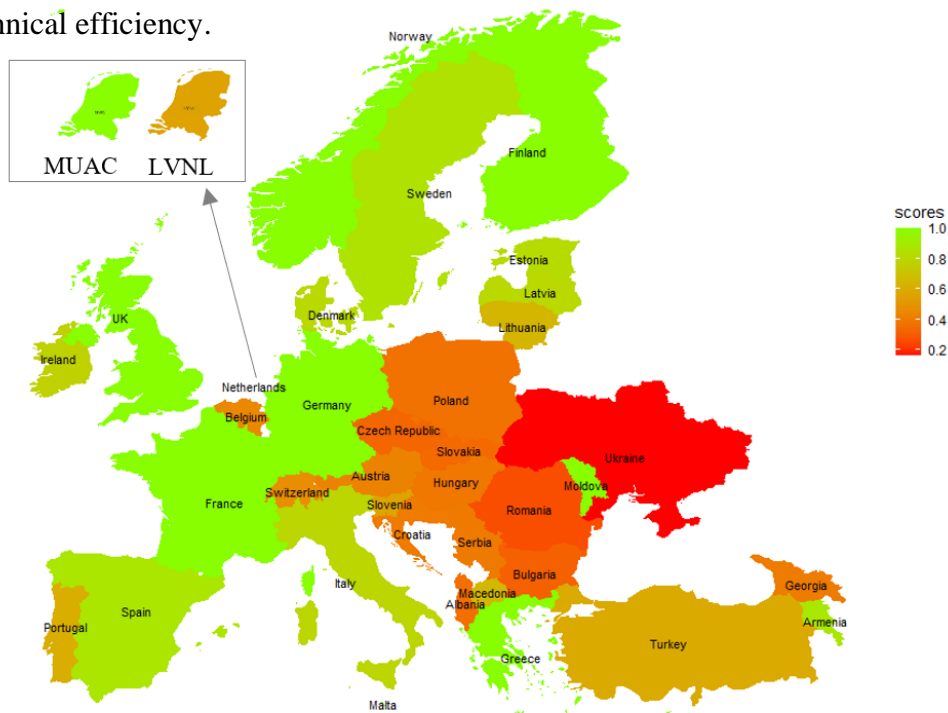 nnical efficiency.
Norway
MUAC LVNL
Finland
Sweden
scores
1.0
0.8
0.6
0.4
0.2
Estonia
Latvia
Lithuania
Denmark
UK
Ireland
Netherlands
Belgium
Germany
Poland
Czech Republic
Slovakia
Ukraine
Austria
Switzerland
Hungary
Moldova
France
Slovenia
Romania
Croatia
Serbia
Italy
Bulgaria
Macedonia
Albania
Georgia
Spain
Portugal
Armenia
Turkey
Greece
Malta